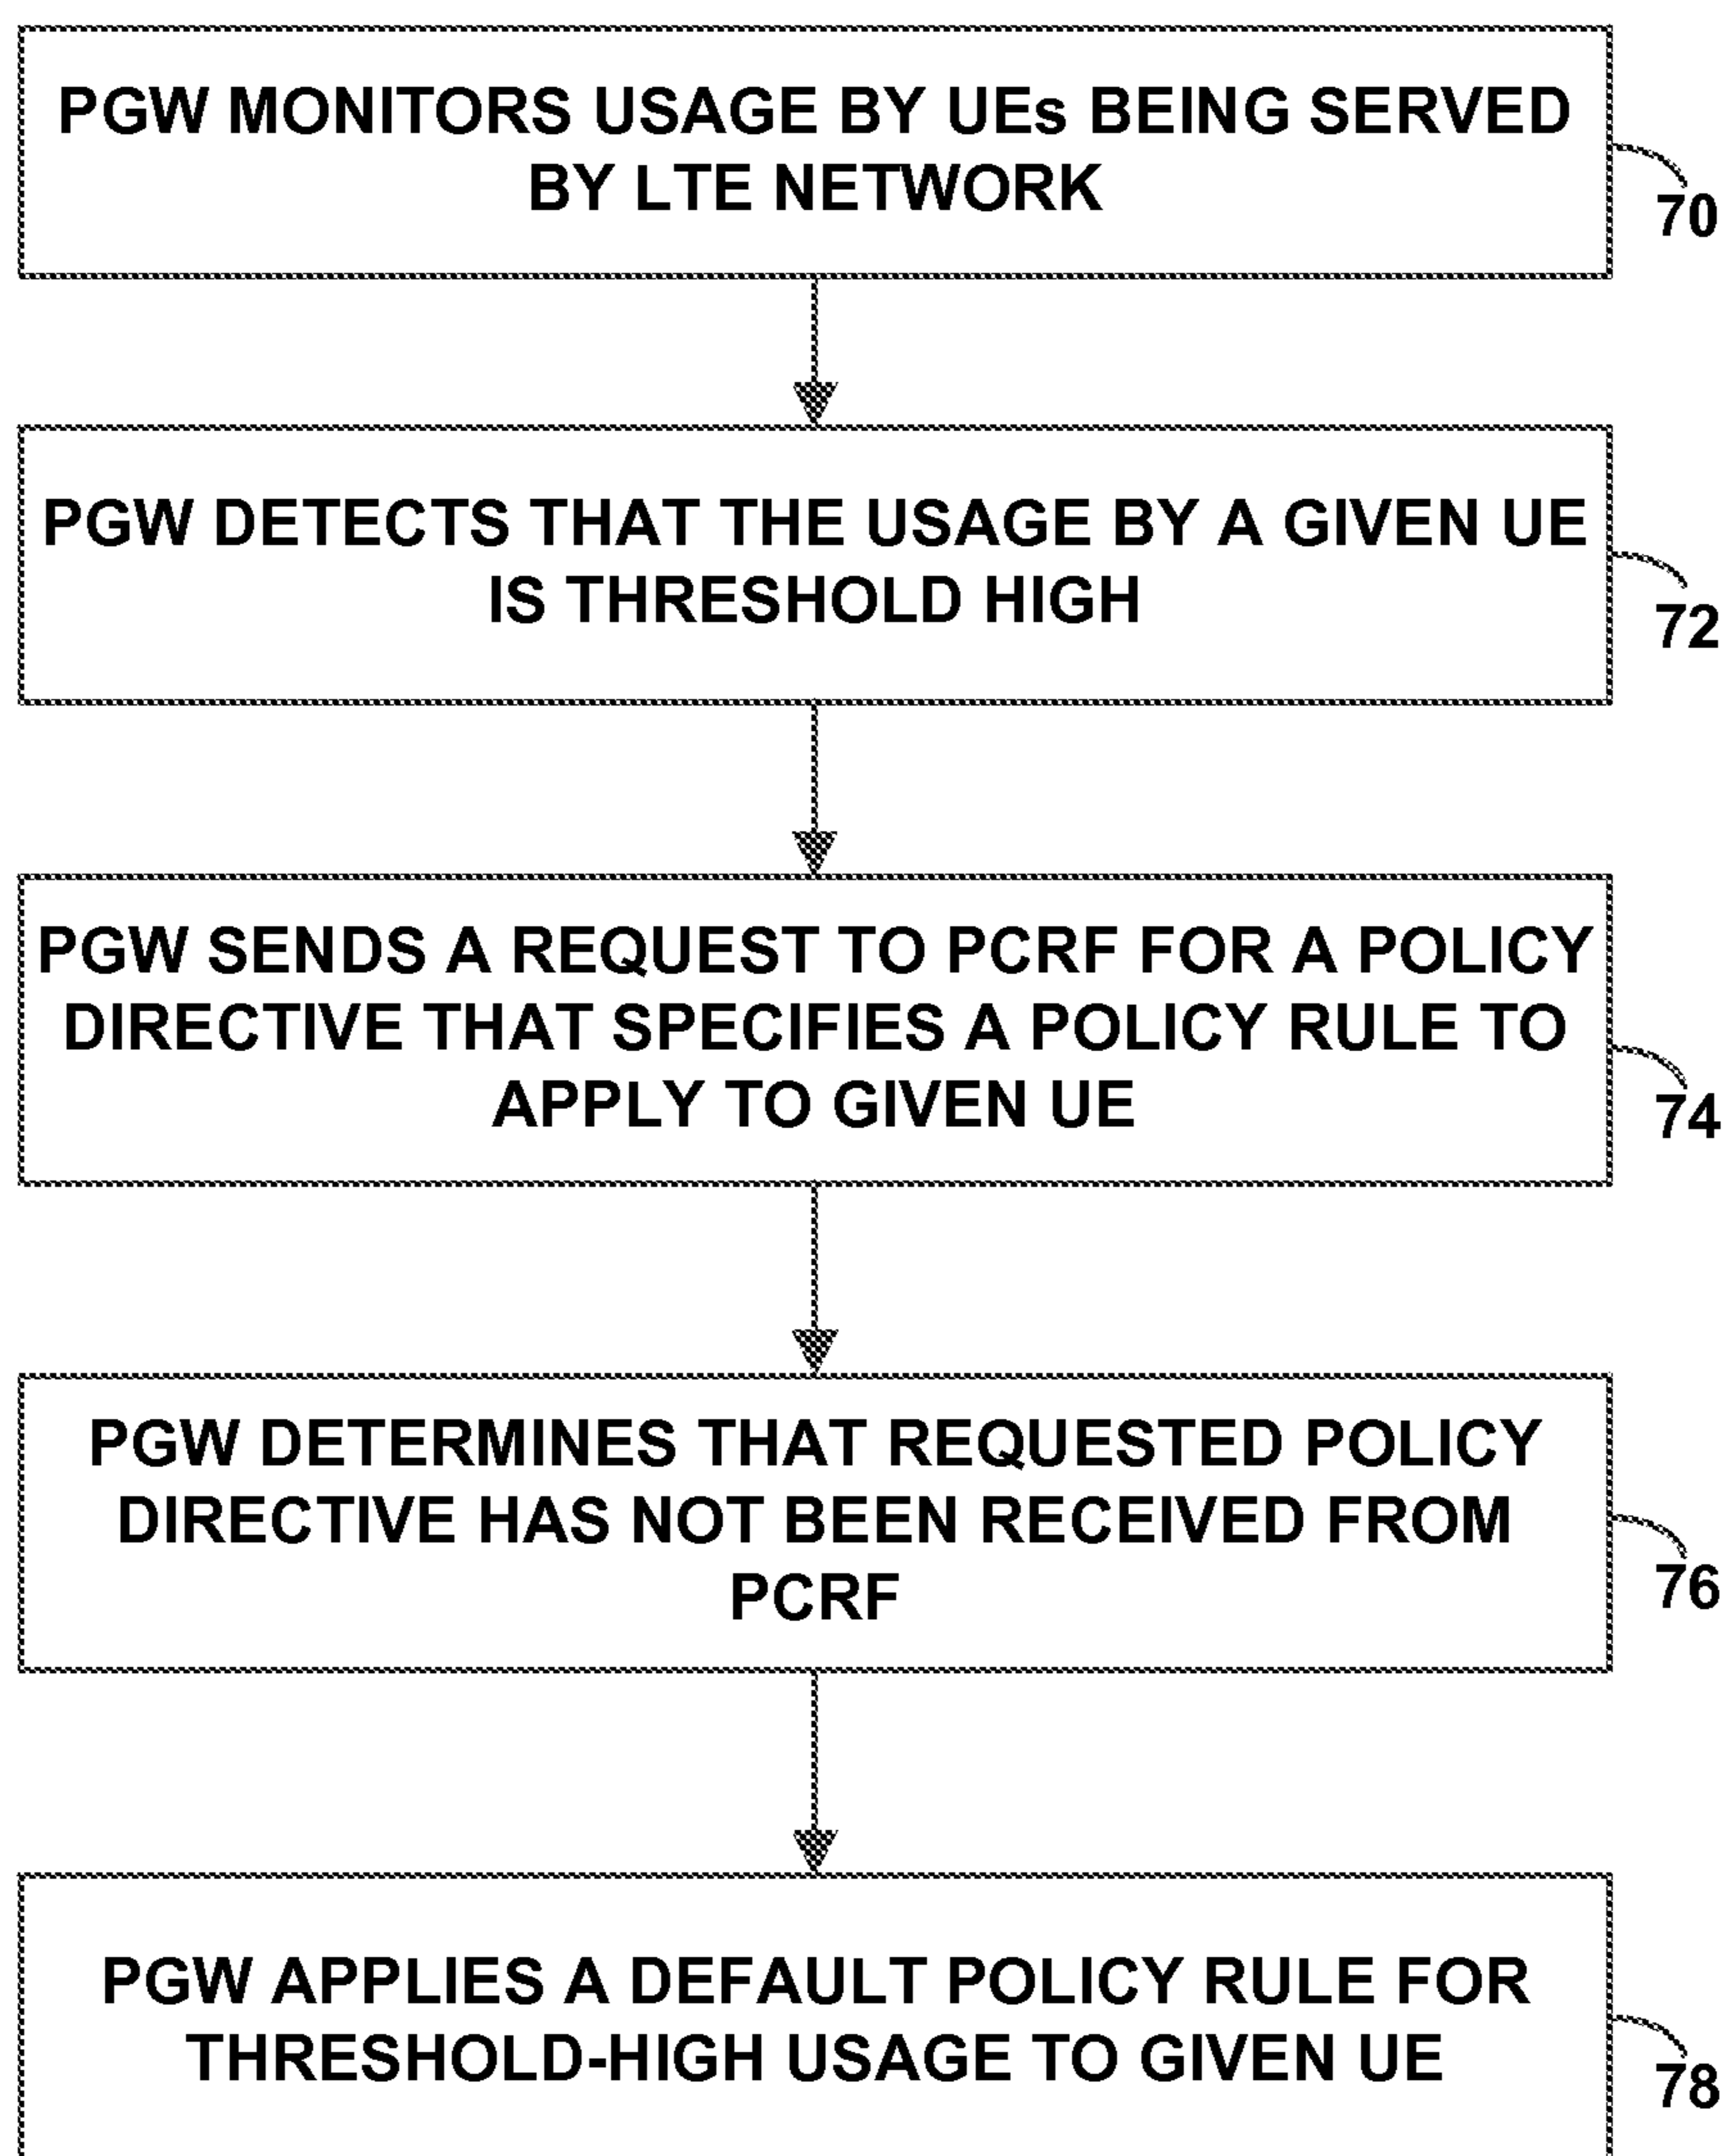 PGW MONITORS USAGE BY UEs BEING SERVED
BY LTE NETWORK
70
PGW DETECTS THAT THE USAGE BY A GIVEN UE
IS THRESHOLD HIGH
72
PGW SENDS A REQUEST TO PCRF FOR A POLICY
DIRECTIVE THAT SPECIFIES A POLICY RULE TO
APPLY TO GIVEN UE
74
PGW DETERMINES THAT REQUESTED POLICY
DIRECTIVE HAS NOT BEEN RECEIVED FROM
PCRF
76
PGW APPLIES A DEFAULT POLICY RULE FOR
THRESHOLD-HIGH USAGE TO GIVEN UE
78